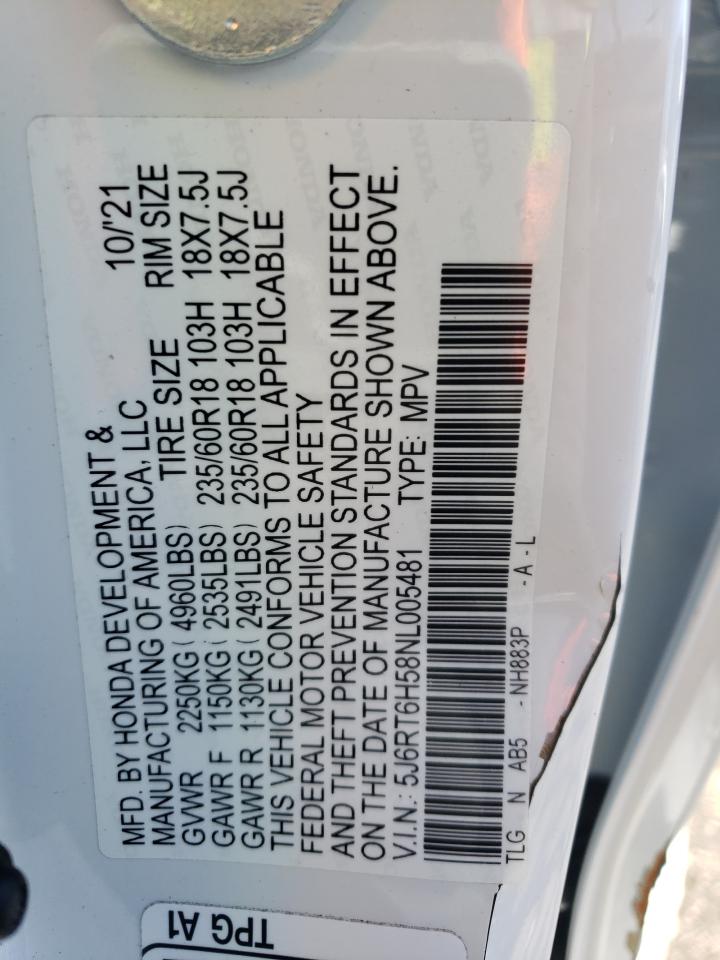 MFD. BY HONDA DEVELOPMENT & 10/'21
MANUFACTURING OF AMERICA, LLC
TIRE SIZE RIM SIZE
GVWR 2250KG ( 4960LBS)
GAWR F 1150KG ( 2535LBS) 235/60R18 103H 18X7.5J
GAWR R 1130KG ( 2491LBS) 235/60R18 103H 18X7.5J
THIS VEHICLE CONFORMS TO ALL APPLICABLE
FEDERAL MOTOR VEHICLE SAFETY
AND THEFT PREVENTION STANDARDS IN EFFECT
ON THE DATE OF MANUFACTURE SHOWN ABOVE.
V.I.N.: 5J6RT6H58NL005481 TYPE: MPV
TLG N AB5 - NH883P - A - L
TPG A1